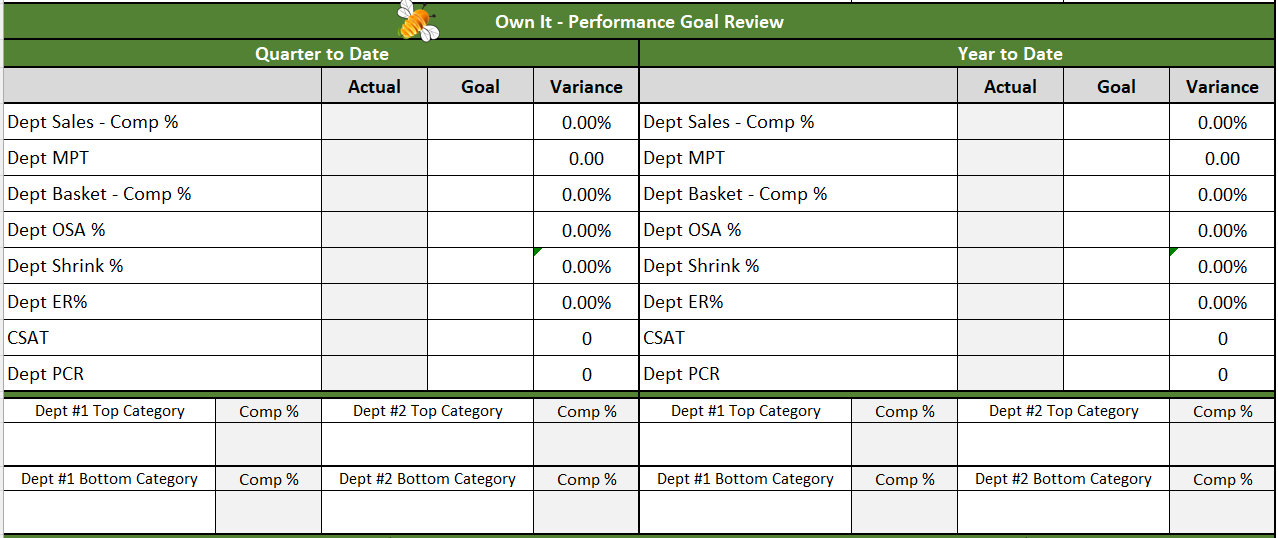 Own It - Performance Goal Review
Quarter to Date Year to Date
Actual Goal Variance Actual Goal Variance
Dept Sales - Comp % 0.00% Dept Sales - Comp % 0.00%
Dept MPT 0.00 Dept MPT 0.00
Dept Basket - Comp % 0.00% Dept Basket - Comp % 0.00%
Dept OSA % 0.00% Dept OSA % 0.00%
Dept Shrink % 0.00% Dept Shrink % 0.00%
Dept ER% 0.00% Dept ER% 0.00%
CSAT 0 CSAT 0
Dept PCR 0 Dept PCR 0
Dept #1 Top Category Comp % Dept #2 Top Category Comp % Dept #1 Top Category Comp % Dept #2 Top Category Comp %
Dept #1 Bottom Category Comp % Dept #2 Bottom Category Comp % Dept #1 Bottom Category Comp % Dept #2 Bottom Category Comp %